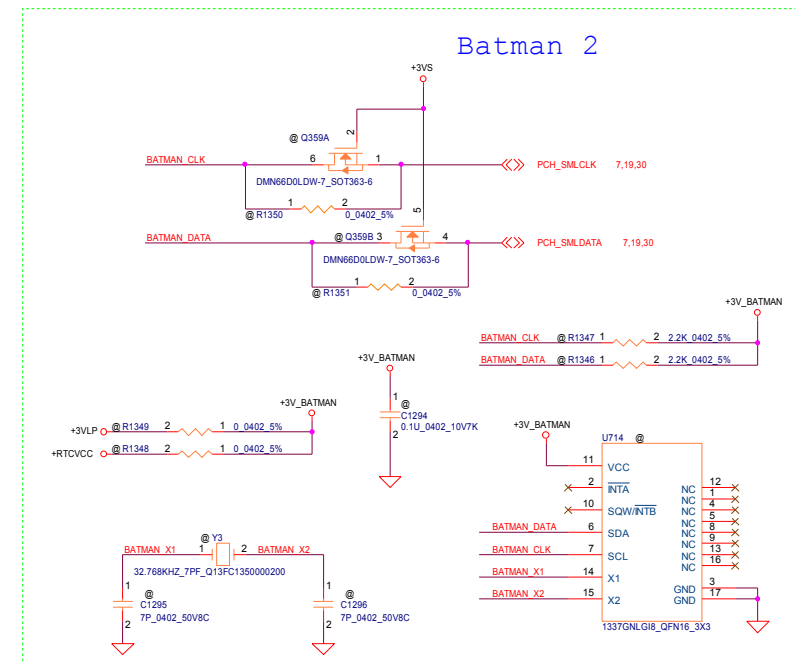 Batman 2
+3VS
@ Q359A
2
BATMAN_CLK 6 1 PCH_SMLCLK 7,19,30
DMN66D0LDW-7_SOT363-6
1 2
@ R1350 0_0402_5%
5
BATMAN_DATA @ Q359B 3 4 PCH_SMLDATA 7,19,30
DMN66D0LDW-7_SOT363-6
1 2
@ R1351 0_0402_5%
+3V_BATMAN
BATMAN_CLK @ R1347 1 2 2.2K_0402_5%
BATMAN_DATA @ R1346 1 2 2.2K_0402_5%
+3V_BATMAN
1
@
C1294
0.1U_0402_10V7K
2
+3V_BATMAN
+3VLP @ R1349 2 1 0_0402_5%
+RTCVCC @ R1348 2 1 0_0402_5%
+3V_BATMAN
U714 @
11 VCC
2 INTA
10 SQW/INTB
BATMAN_DATA 6 SDA
BATMAN_CLK 7 SCL
BATMAN_X1 14 X1
BATMAN_X2 15 X2
NC 12
NC 1
NC 4
NC 5
NC 8
NC 9
NC 13
NC 16
GND 3
GND 17
1337GNLGI8_QFN16_3X3
@ Y3
BATMAN_X1 1 2 BATMAN_X2
32.768KHZ_7PF_Q13FC1350000200
1
@
C1295
7P_0402_50V8C
2
1
@
C1296
7P_0402_50V8C
2